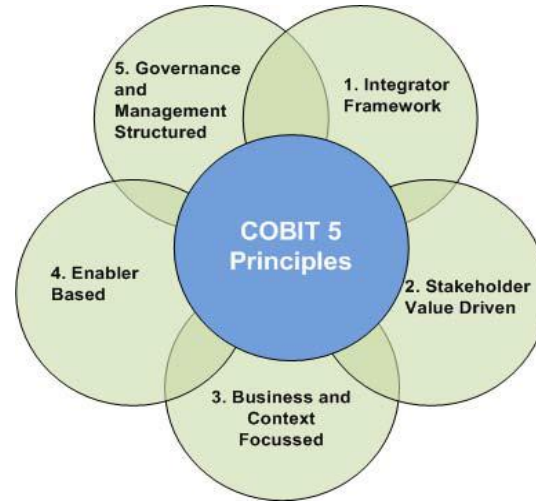 COBIT 5
Principles
1. Integrator
Framework
2. Stakeholder
Value Driven
3. Business and
Context
Focussed
4. Enabler
Based
5. Governance
and
Management
Structured